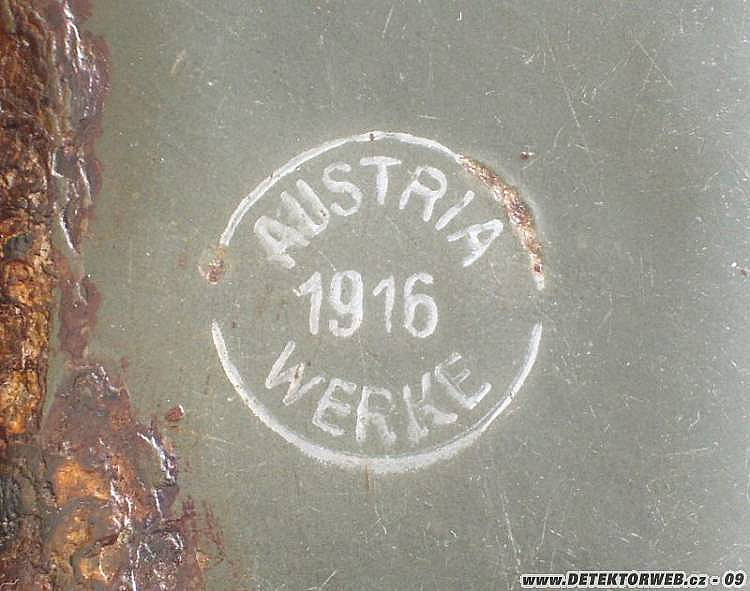 AUSTRIA
1916
WERKE
www.DETEKTORWEB.cz - 09